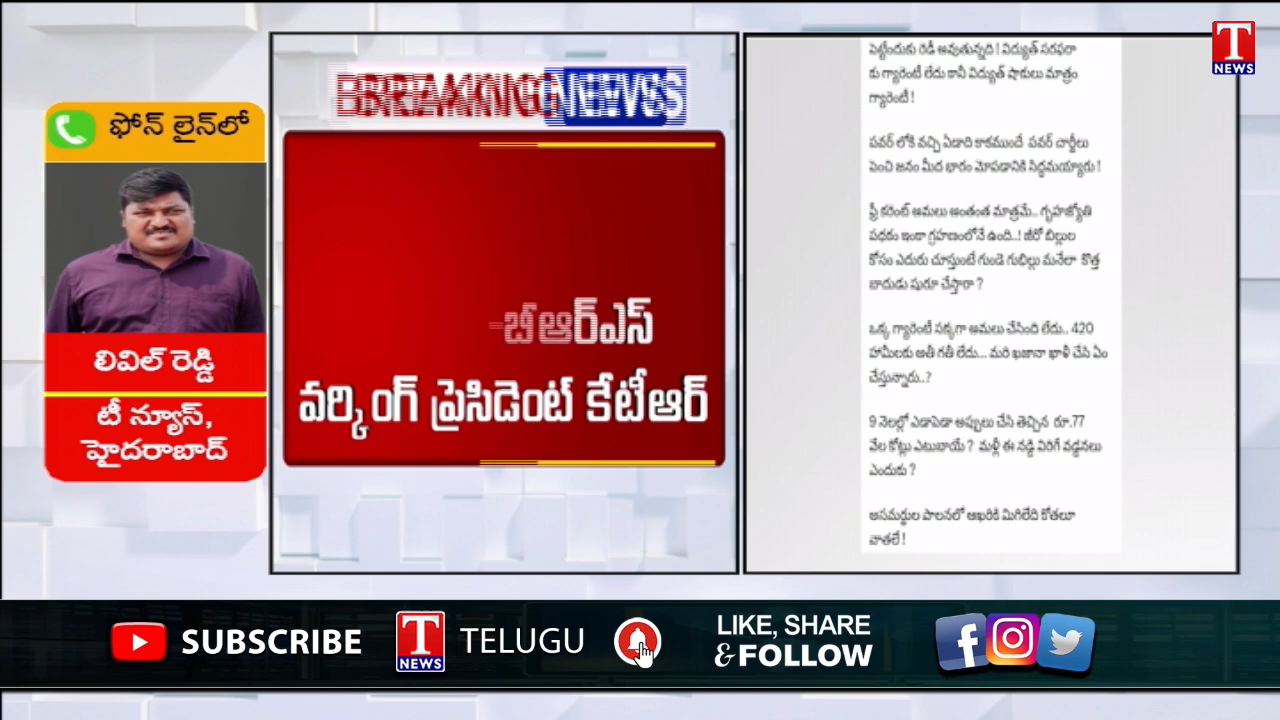 T
NEWS
ఫోన్ లైన్‌లో
లివిల్ రెడ్డి
టీ న్యూస్,
హైదరాబాద్
BREAKING NEWS
-బీఆర్ఎస్
వర్కింగ్ ప్రెసిడెంట్ కేటీఆర్
పెట్టేందుకు రెడీ అవుతున్నది ! విద్యుత్ సరఫరా
కు గ్యారెంటీ లేదు కానీ విద్యుత్ షాకులు మాత్రం
గ్యారెంటీ !
పవర్ లోకి వచ్చి ఏడాది కాకముందే పవర్ చార్జీలు
పెంచి జనం మీద భారం మోపడానికి సిద్ధమయ్యారు !
ఫ్రీ కరెంట్ అమలు అంతంత మాత్రమే.. గృహజ్యోతి
పథకం ఇంకా గ్రహణంలోనే ఉంది..! జీరో బిల్లుల
కోసం ఎదురు చూస్తుంటే గుండె గుభిల్లు మనేలా కొత్త
బాదుడు షురూ చేస్తారా ?
ఒక్క గ్యారెంటీ సక్కగా అమలు చేసింది లేదు.. 420
హామీలకు అతీ గతీ లేదు... మరి ఖజానా ఖాళీ చేసి ఏం
చేస్తున్నారు..?
9 నెలల్లో ఎడాపెడా అప్పులు చేసి తెచ్చిన రూ.77
వేల కోట్లు ఎటుబాయే ? మళ్లీ ఈ నడ్డి విరిగే వడ్డనలు
ఎందుకు ?
అసమర్థుల పాలనలో ఆఖరికి మిగిలేది కోతలూ
వాతలే !
SUBSCRIBE
T
NEWS
TELUGU
LIKE, SHARE
& FOLLOW